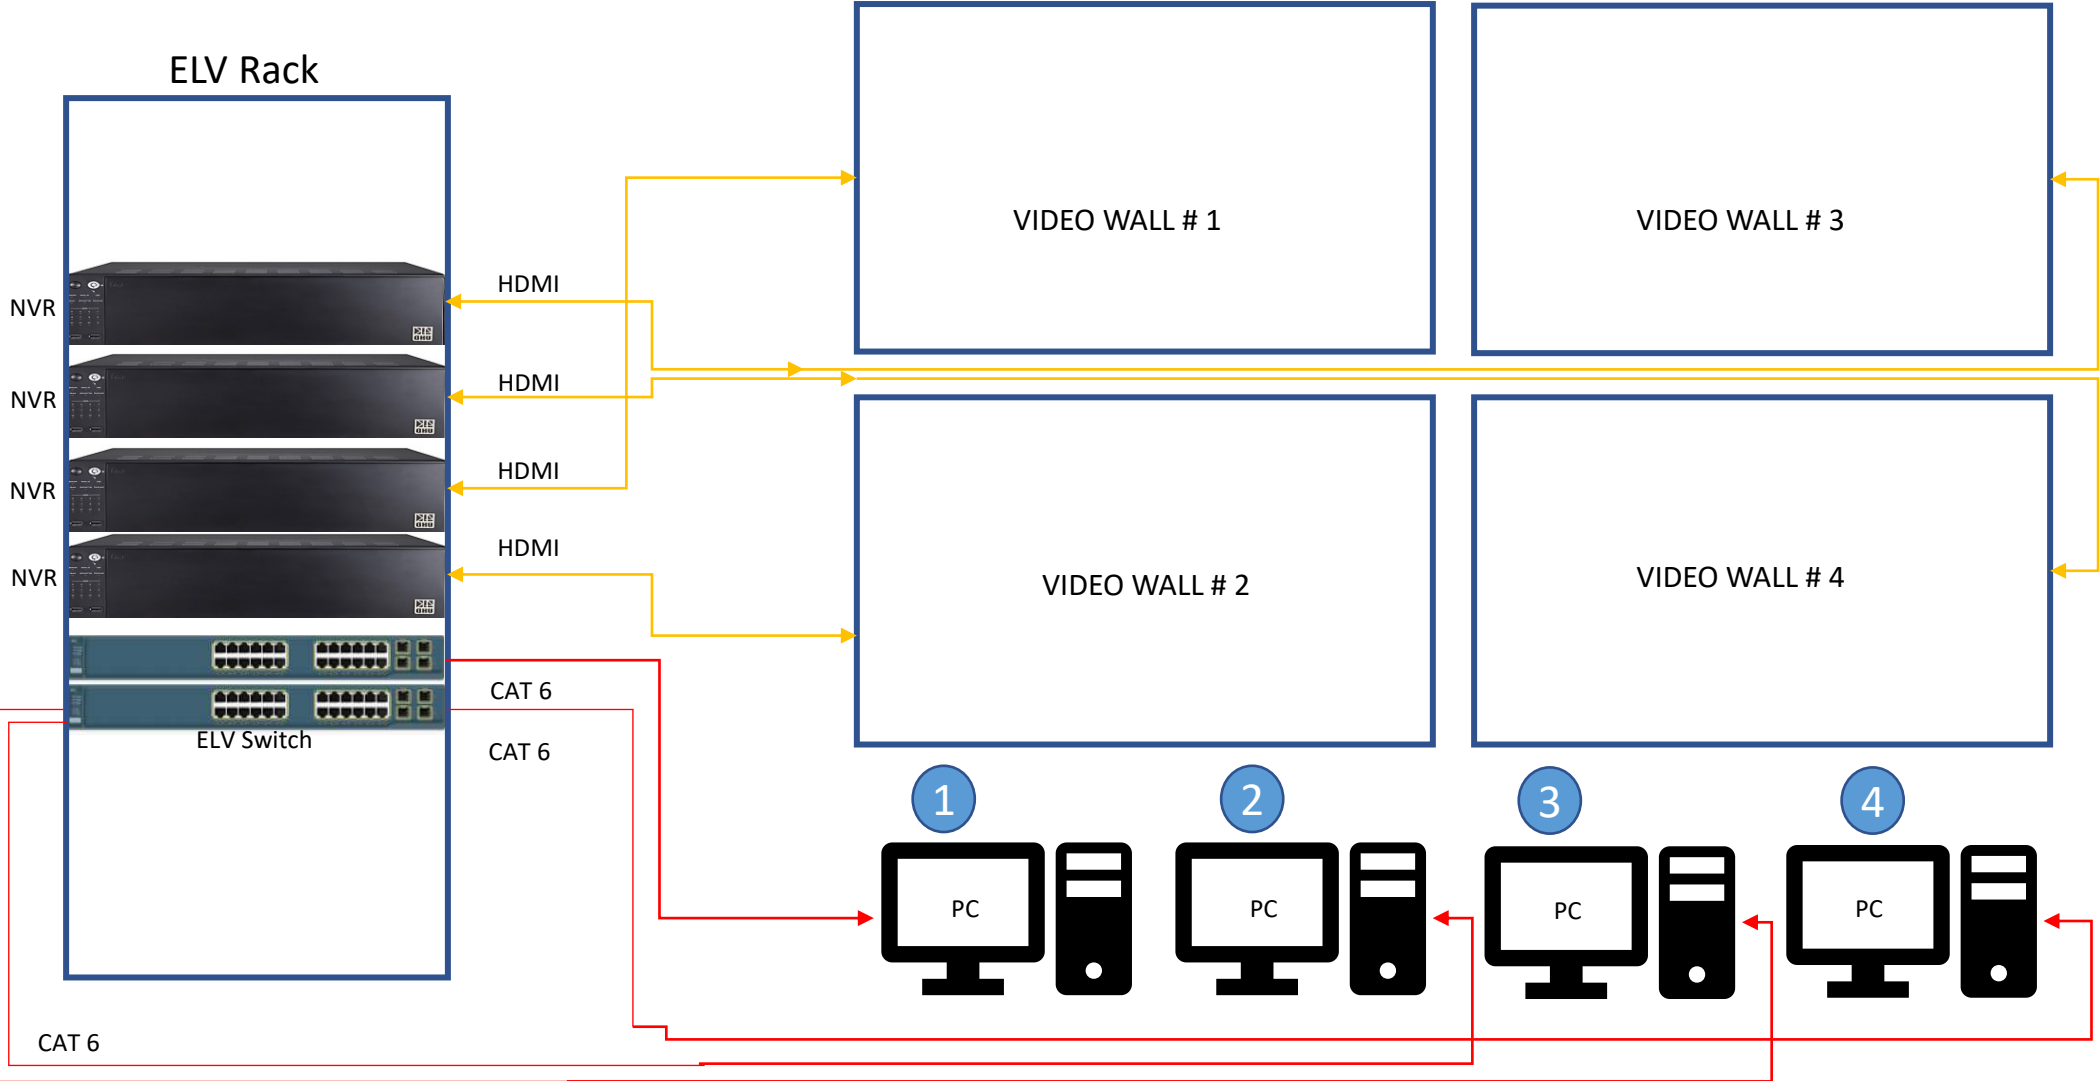 ELV Rack
VIDEO WALL # 1
VIDEO WALL # 3
NVR
HDMI
NVR
HDMI
NVR
HDMI
NVR
HDMI
VIDEO WALL # 2
VIDEO WALL # 4
CAT 6
ELV Switch
CAT 6
1
2
3
4
PC
PC
PC
PC
CAT 6